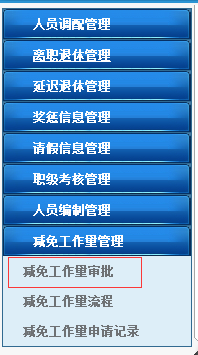 人员调配管理
离职退休管理
延迟退休管理
奖惩信息管理
请假信息管理
职级考核管理
人员编制管理
减免工作量管理
减免工作量审批
减免工作量流程
减免工作量申请记录